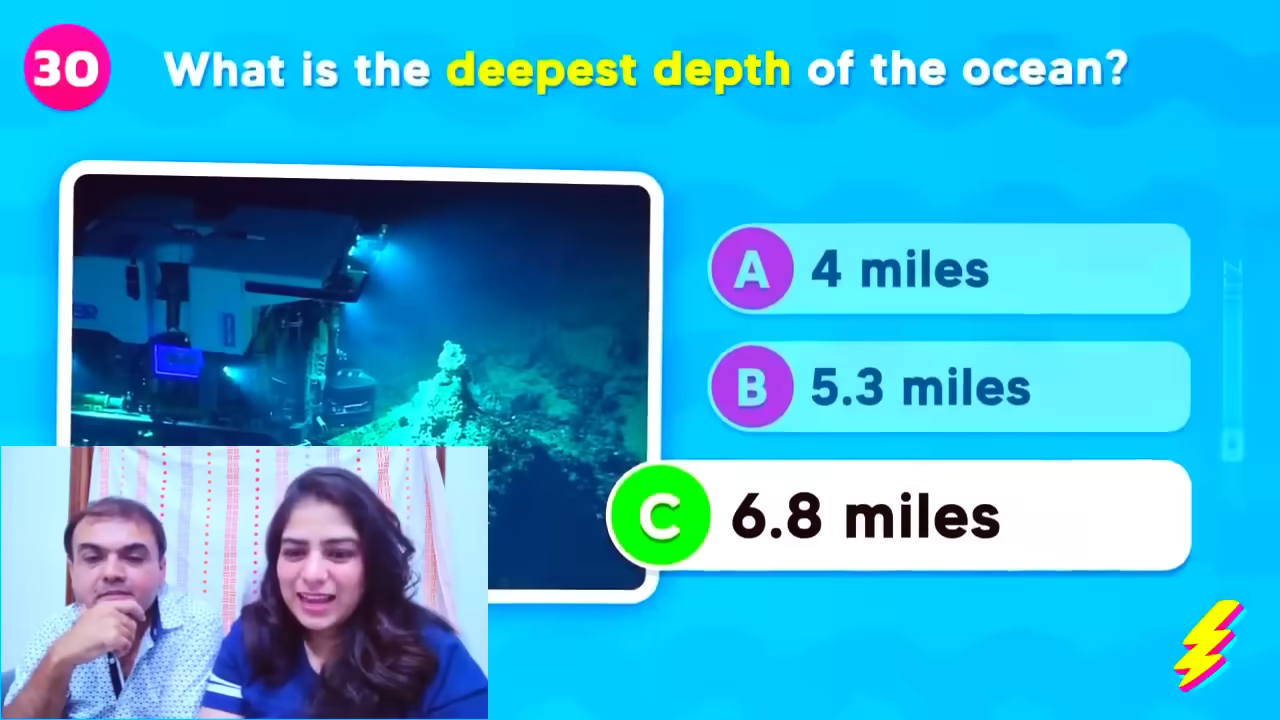 30
What is the deepest depth of the ocean?
A 4 miles
B 5.3 miles
C 6.8 miles